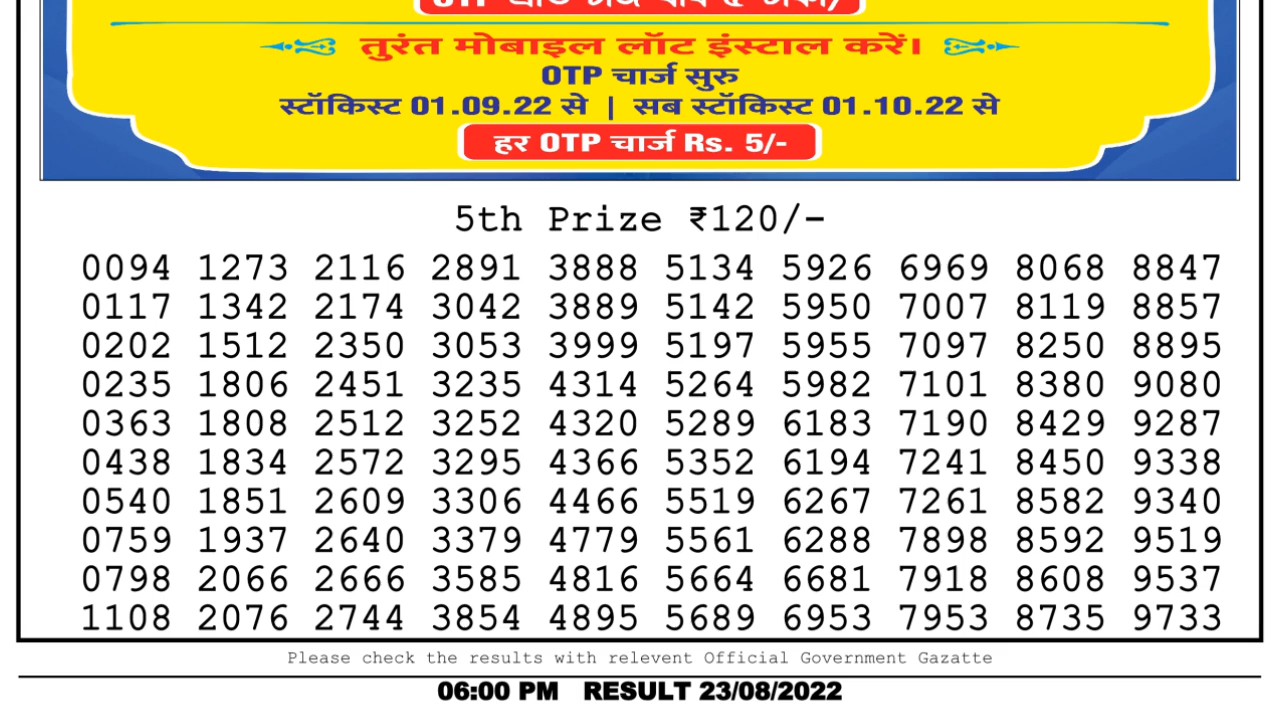 तुरंत मोबाइल लॉट इंस्टाल करें।
OTP चार्ज सुरु
स्टॉकिस्ट 01.09.22 से | सब स्टॉकिस्ट 01.10.22 से
हर OTP चार्ज Rs. 5/-
5th Prize ₹120/-
0094 1273 2116 2891 3888 5134 5926 6969 8068 8847
0117 1342 2174 3042 3889 5142 5950 7007 8119 8857
0202 1512 2350 3053 3999 5197 5955 7097 8250 8895
0235 1806 2451 3235 4314 5264 5982 7101 8380 9080
0363 1808 2512 3252 4320 5289 6183 7190 8429 9287
0438 1834 2572 3295 4366 5352 6194 7241 8450 9338
0540 1851 2609 3306 4466 5519 6267 7261 8582 9340
0759 1937 2640 3379 4779 5561 6288 7898 8592 9519
0798 2066 2666 3585 4816 5664 6681 7918 8608 9537
1108 2076 2744 3854 4895 5689 6953 7953 8735 9733
Please check the results with relevent Official Government Gazatte
06:00 PM RESULT 23/08/2022